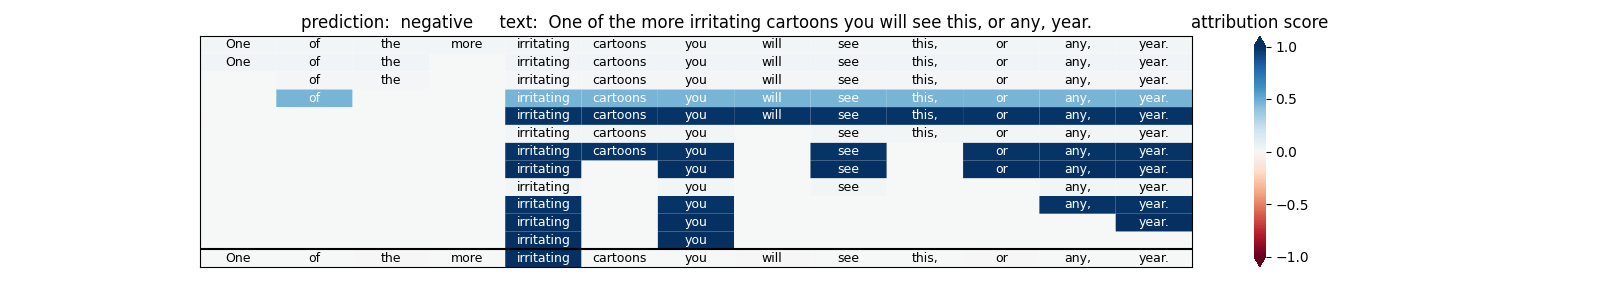 prediction:  negative     text:  One of the more irritating cartoons you will see this, or any, year.     attribution score
One of the more irritating cartoons you will see this, or any, year.
One of the irritating cartoons you will see this, or any, year.
of the irritating cartoons you will see this, or any, year.
of irritating cartoons you will see this, or any, year.
irritating cartoons you will see this, or any, year.
irritating cartoons you see this, or any, year.
irritating cartoons you see or any, year.
irritating you see or any, year.
irritating you see any, year.
irritating you any, year.
irritating you year.
irritating you
One of the more irritating cartoons you will see this, or any, year.
1.0
0.5
0.0
−0.5
−1.0